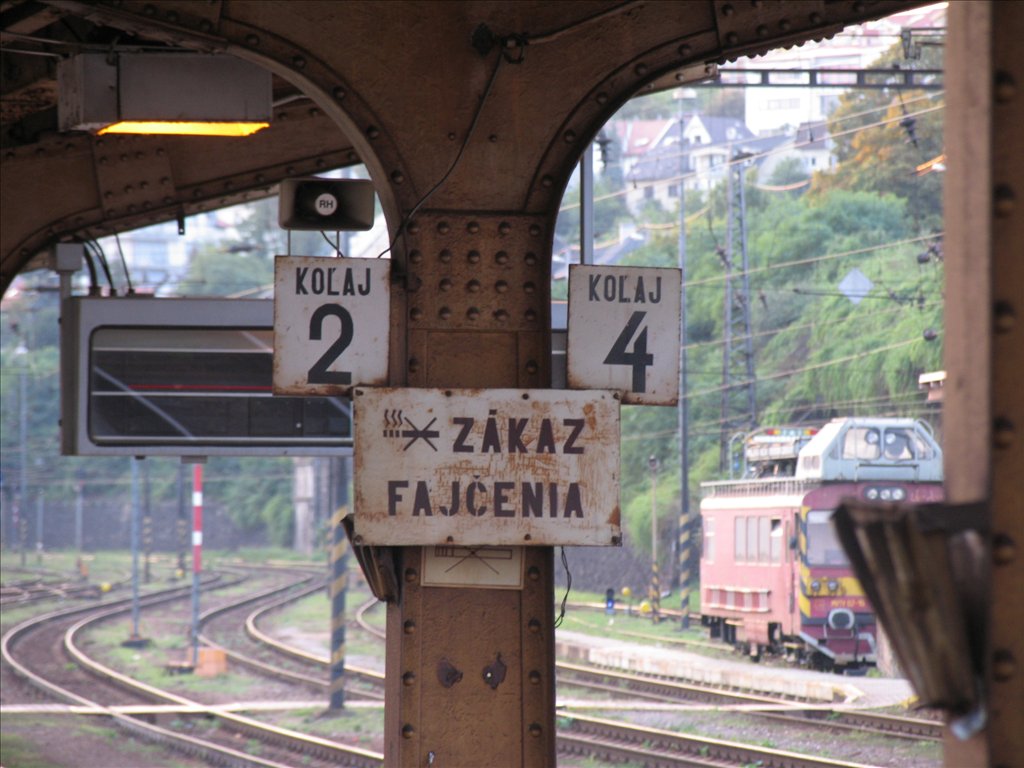 RH
KOĽAJ
2
KOĽAJ
4
ZÁKAZ
FAJČENIA